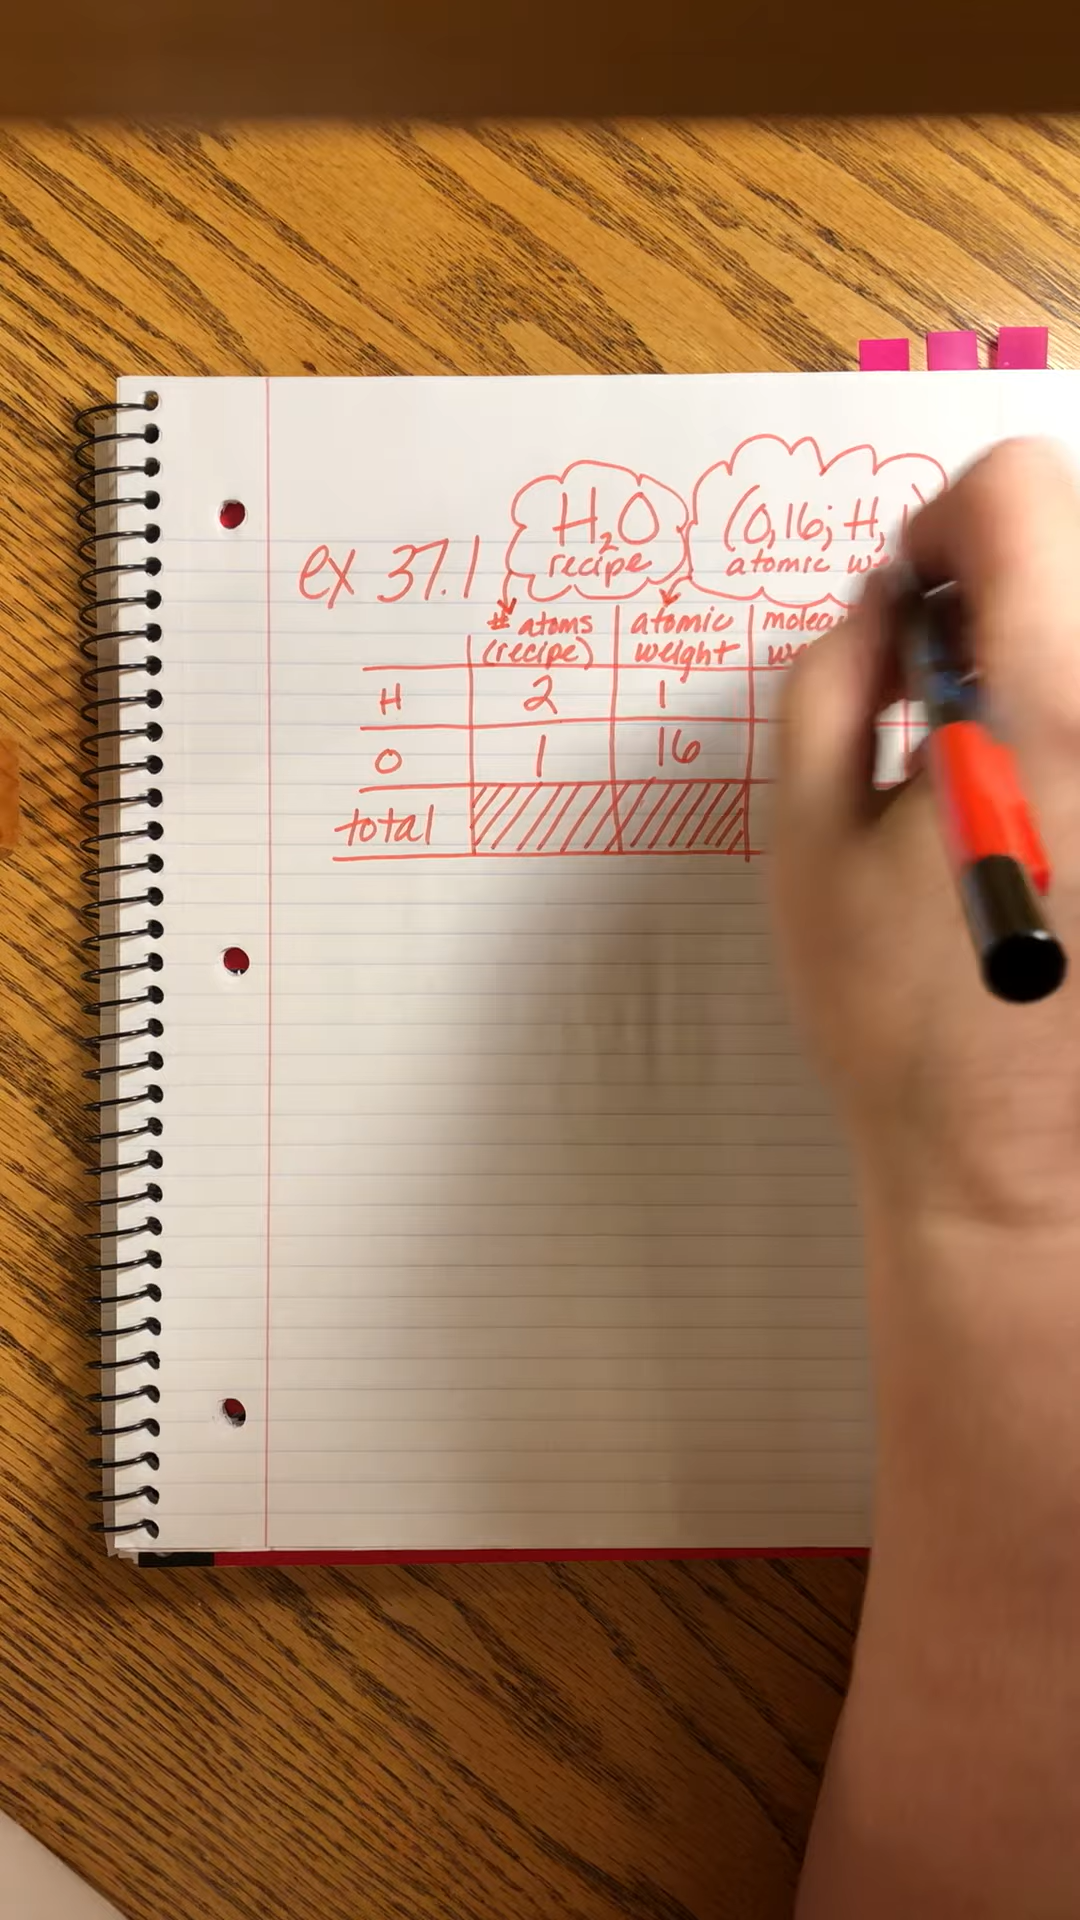 ex 37.1
H₂O (O,16; H,
recipe atomic
# atoms atomic
(recipe) weight
H 2 1
O 1 16
total